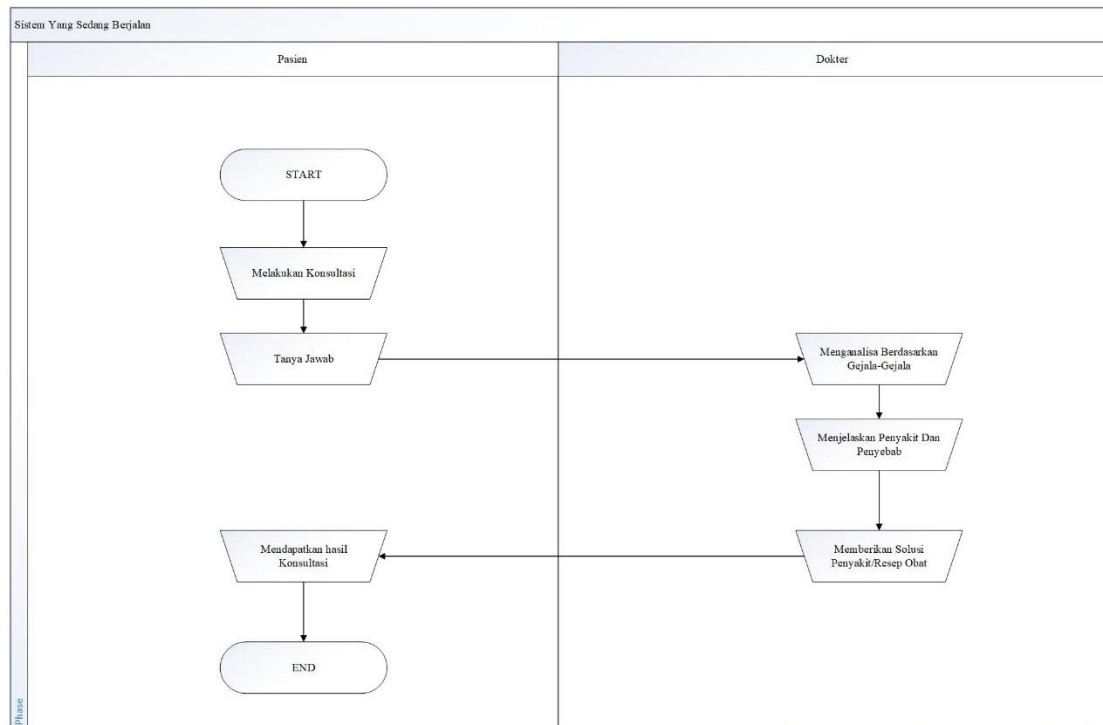 Sistem Yang Sedang Berjalan
Pasien
Dokter
START
Melakukan Konsultasi
Tanya Jawab
Menganalisa Berdasarkan
Gejala-Gejala
Menjelaskan Penyakit Dan
Penyebab
Memberikan Solusi
Penyakit/Resep Obat
Mendapatkan hasil
Konsultasi
END
Phase